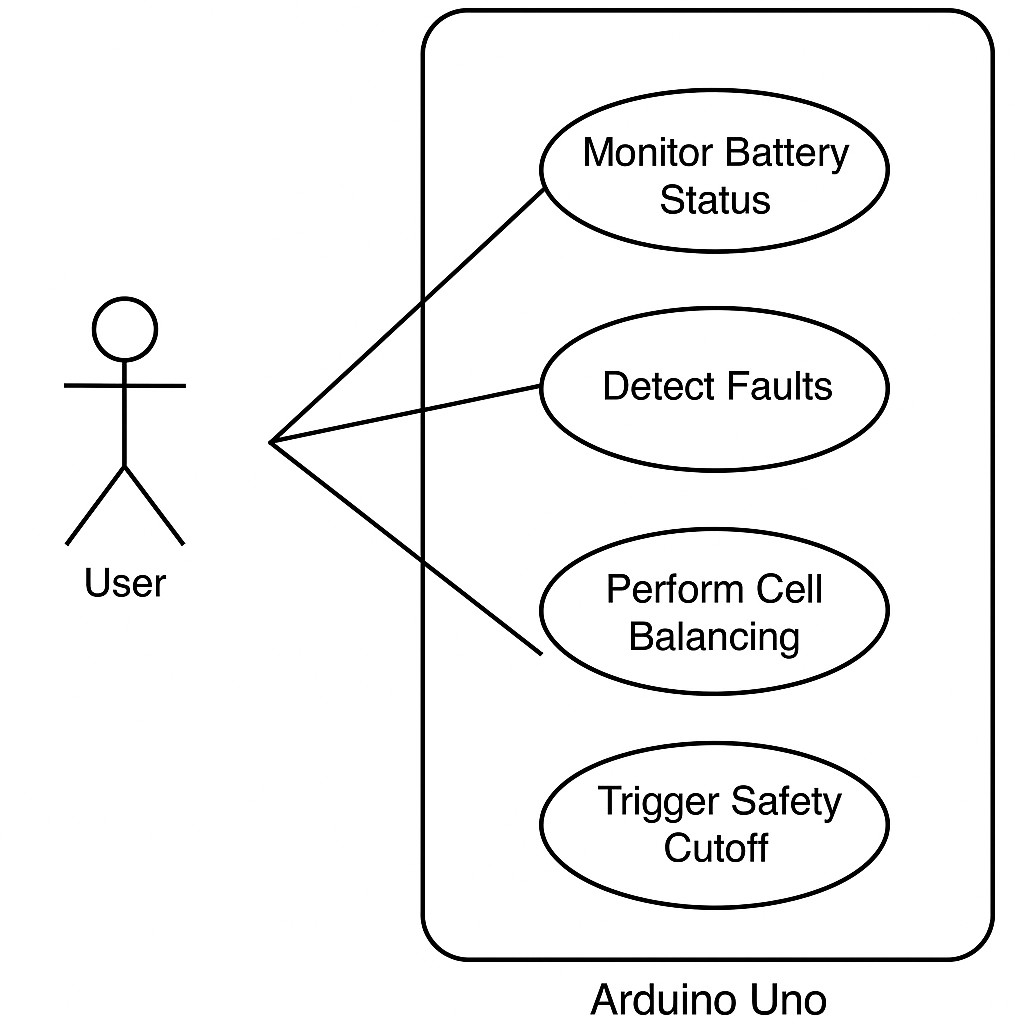 Monitor Battery
Status
Detect Faults
User
Perform Cell
Balancing
Trigger Safety
Cutoff
Arduino Uno